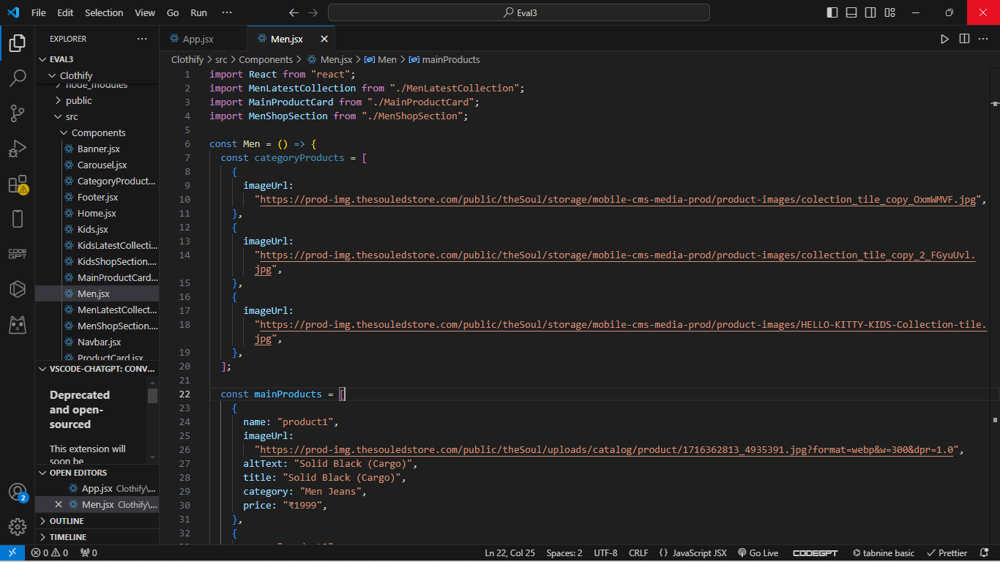 File Edit Selection View Go Run ··· Eval3
EXPLORER ···
EVAL3
Clothify
node_modules
public
src
Components
Banner.jsx
Carousel.jsx
CategoryProduct...
Footer.jsx
Home.jsx
Kids.jsx
KidsLatestCollecti...
KidsShopSection....
MainProductCard...
Men.jsx
MenLatestCollect...
MenShopSection....
Navbar.jsx
ProductCard.jsx
VSCODE-CHATGPT: CONV...
Deprecated
and open-
sourced
This extension will
soon be
OPEN EDITORS
App.jsx Clothify\...
Men.jsx Clothify\...
OUTLINE
TIMELINE
CODE
GPT
2
App.jsx Men.jsx
Clothify > src > Components > Men.jsx > Men > mainProducts
1 import React from "react";
2 import MenLatestCollection from "./MenLatestCollection";
3 import MainProductCard from "./MainProductCard";
4 import MenShopSection from "./MenShopSection";
5
6 const Men = () => {
7 const categoryProducts = [
8 {
9 imageUrl:
10 "https://prod-img.thesouledstore.com/public/theSoul/storage/mobile-cms-media-prod/product-images/colection_tile_copy_OxmWMVF.jpg",
11 },
12 {
13 imageUrl:
14 "https://prod-img.thesouledstore.com/public/theSoul/storage/mobile-cms-media-prod/product-images/collection_tile_copy_2_FGyuUvl.
jpg",
15 },
16 {
17 imageUrl:
18 "https://prod-img.thesouledstore.com/public/theSoul/storage/mobile-cms-media-prod/product-images/HELLO-KITTY-KIDS-Collection-tile.
jpg",
19 },
20 ];
21
22 const mainProducts = [
23 {
24 name: "product1",
25 imageUrl:
26 "https://prod-img.thesouledstore.com/public/theSoul/uploads/catalog/product/1716362813_4935391.jpg?format=webp&w=300&dpr=1.0",
27 altText: "Solid Black (Cargo)",
28 title: "Solid Black (Cargo)",
29 category: "Men Jeans",
30 price: "₹1999",
31 },
32 {
0 0 0 Ln 22, Col 25 Spaces: 2 UTF-8 CRLF {} JavaScript JSX Go Live CODEGPT tabnine basic Prettier